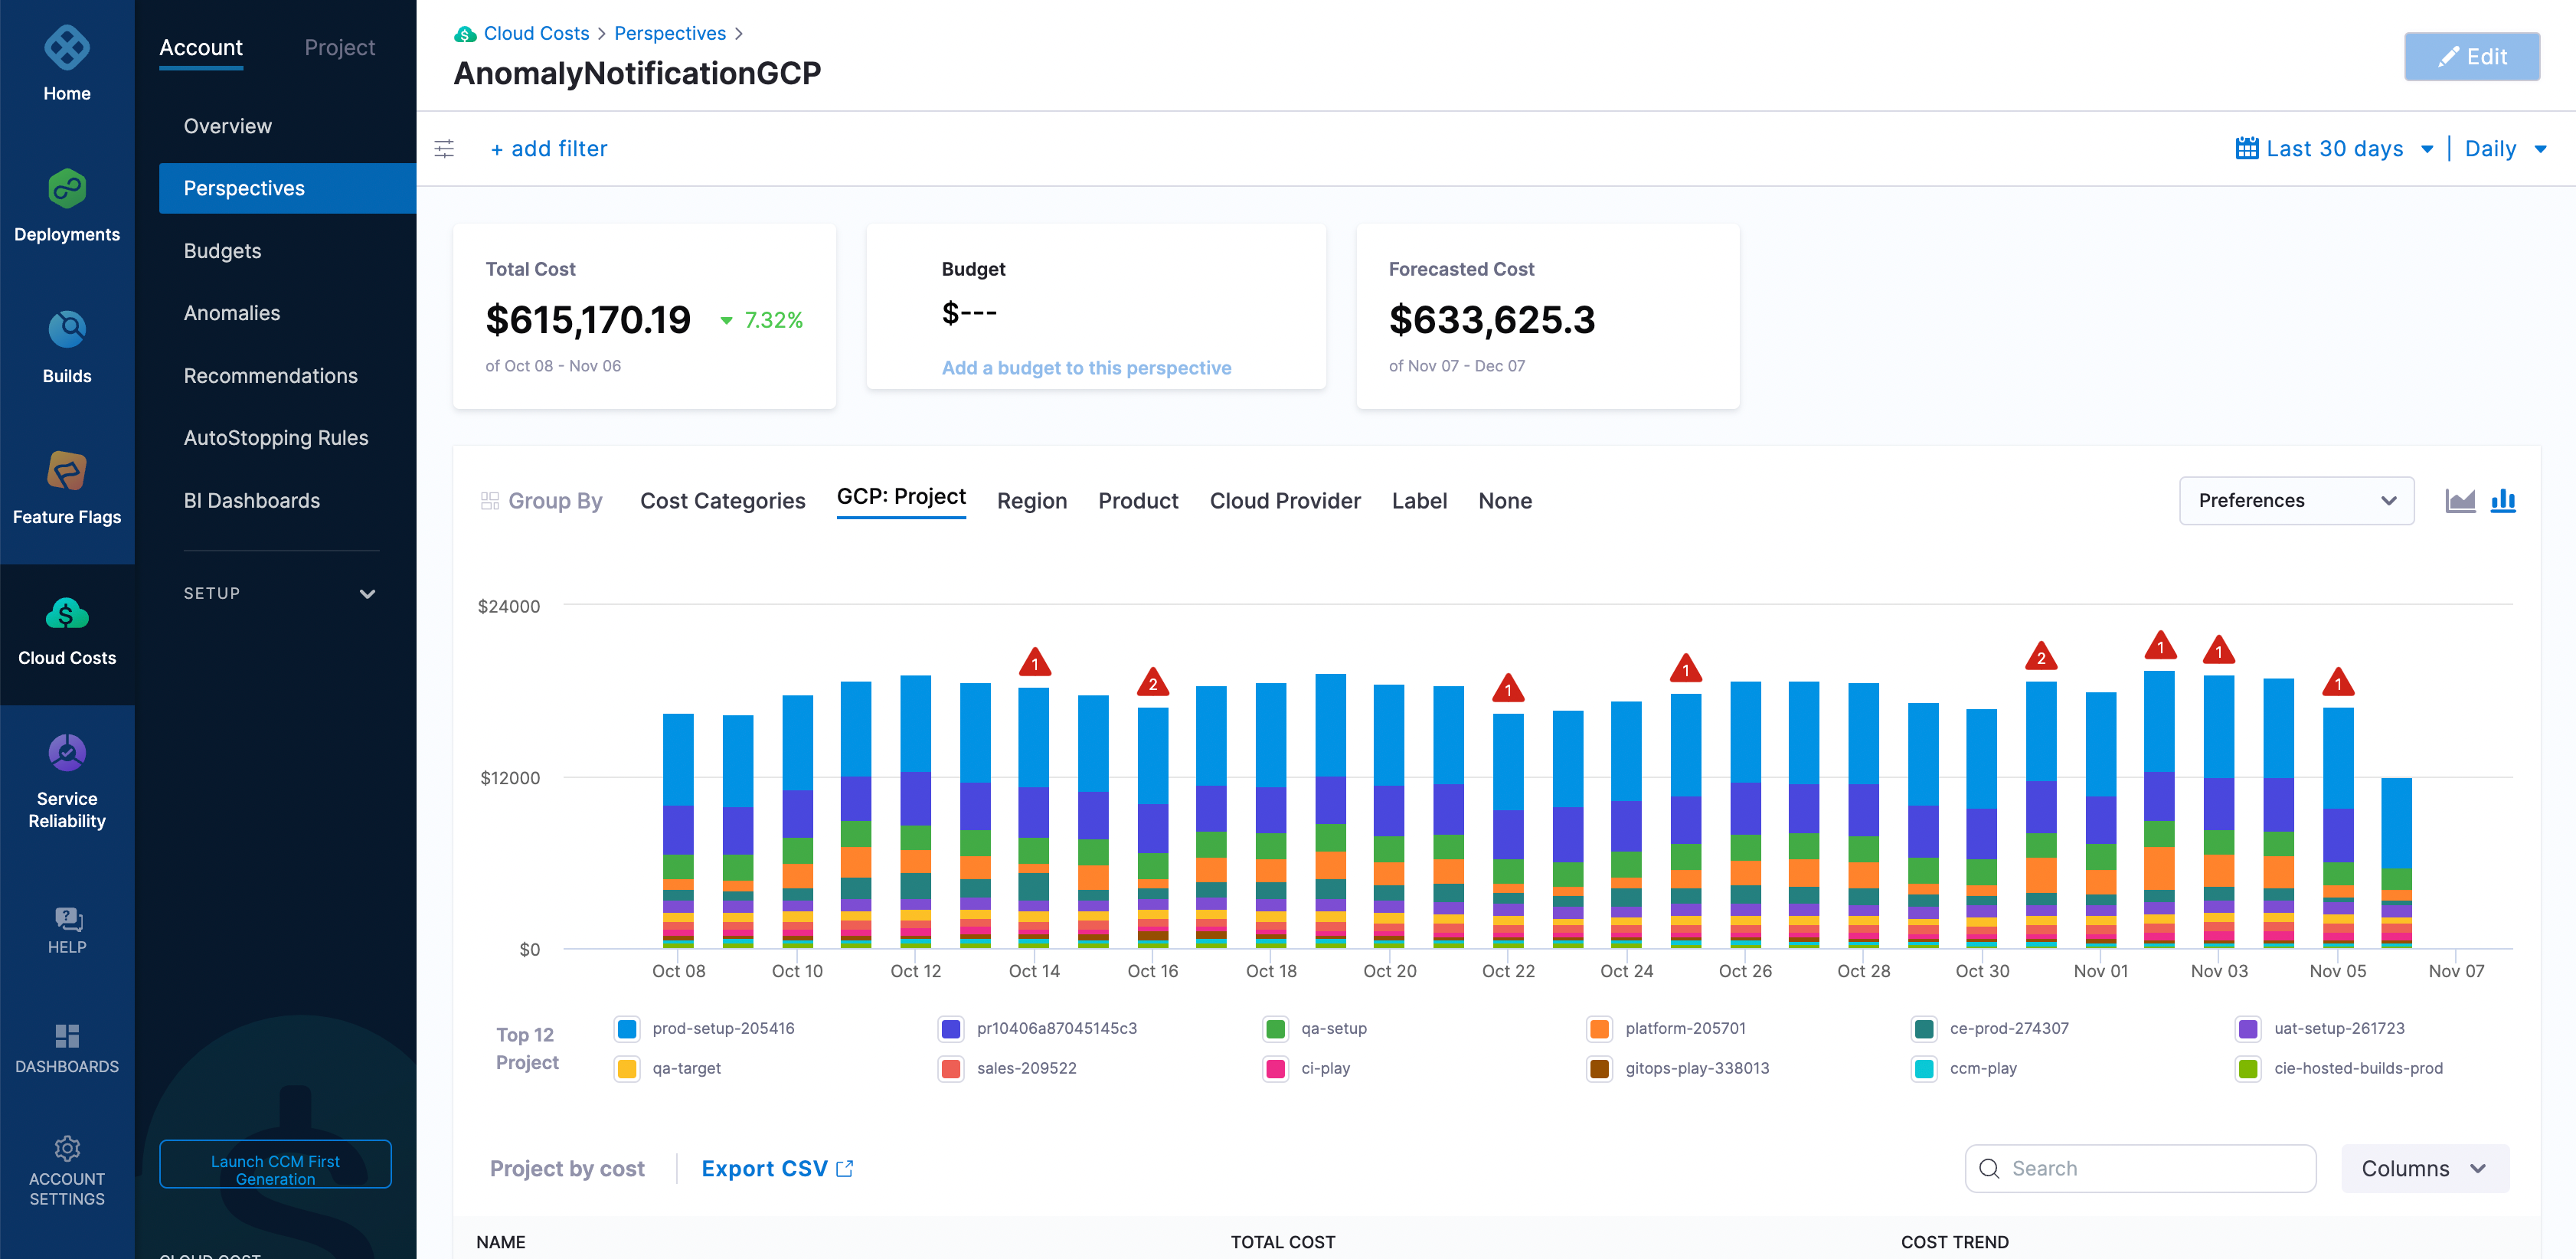 Home
Deployments
Builds
Feature Flags
Cloud Costs
Service
Reliability
HELP
DASHBOARDS
ACCOUNT
SETTINGS
Account
Project
Overview
Perspectives
Budgets
Anomalies
Recommendations
AutoStopping Rules
BI Dashboards
SETUP
Launch CCM First
Generation
CLOUD COST
Cloud Costs > Perspectives >
AnomalyNotificationGCP
Edit
+ add filter
Last 30 days
Daily
Total Cost
$615,170.19
7.32%
of Oct 08 - Nov 06
Budget
$---
Add a budget to this perspective
Forecasted Cost
$633,625.3
of Nov 07 - Dec 07
Group By
Cost Categories
GCP: Project
Region
Product
Cloud Provider
Label
None
Preferences
$24000
$12000
$0
1
2
1
1
2
1
1
1
Oct 08
Oct 10
Oct 12
Oct 14
Oct 16
Oct 18
Oct 20
Oct 22
Oct 24
Oct 26
Oct 28
Oct 30
Nov 01
Nov 03
Nov 05
Nov 07
Top 12
Project
prod-setup-205416
pr10406a87045145c3
qa-setup
platform-205701
ce-prod-274307
uat-setup-261723
qa-target
sales-209522
ci-play
gitops-play-338013
ccm-play
cie-hosted-builds-prod
Project by cost
Export CSV
Search
Columns
NAME
TOTAL COST
COST TREND